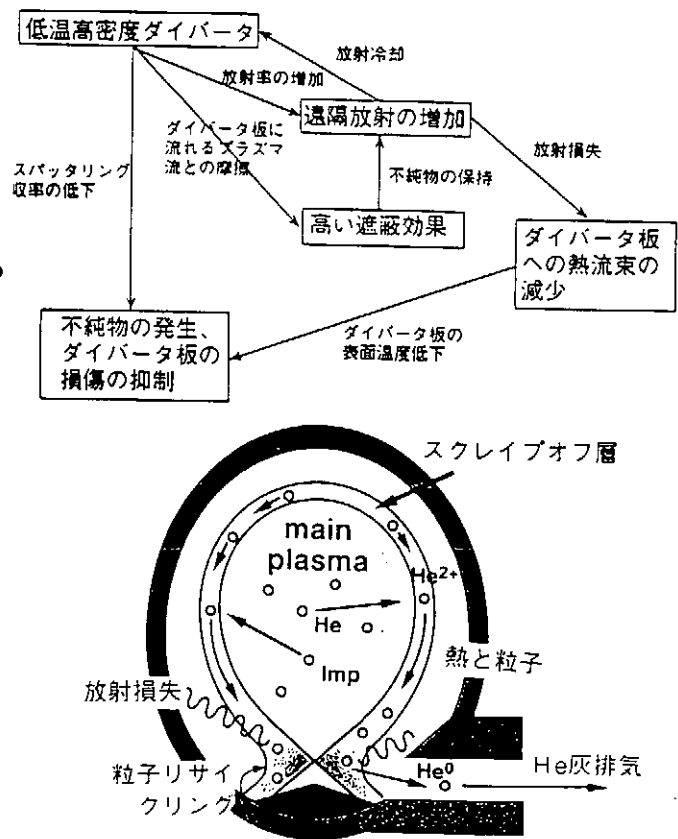 低温高密度ダイバータ
放射冷却
放射率の増加
遠隔放射の増加
ダイバータ板に
流れるプラズマ
流との摩擦
放射損失
スパッタリング
収率の低下
不純物の保持
高い遮蔽効果
ダイバータ板
への熱流束の
減少
不純物の発生、
ダイバータ板の
損傷の抑制
ダイバータ板の
表面温度低下
スクレイプオフ層
main
plasma
He2+
He
熱と粒子
Imp
放射損失
粒子リサイ
クリング
He0
He灰排気